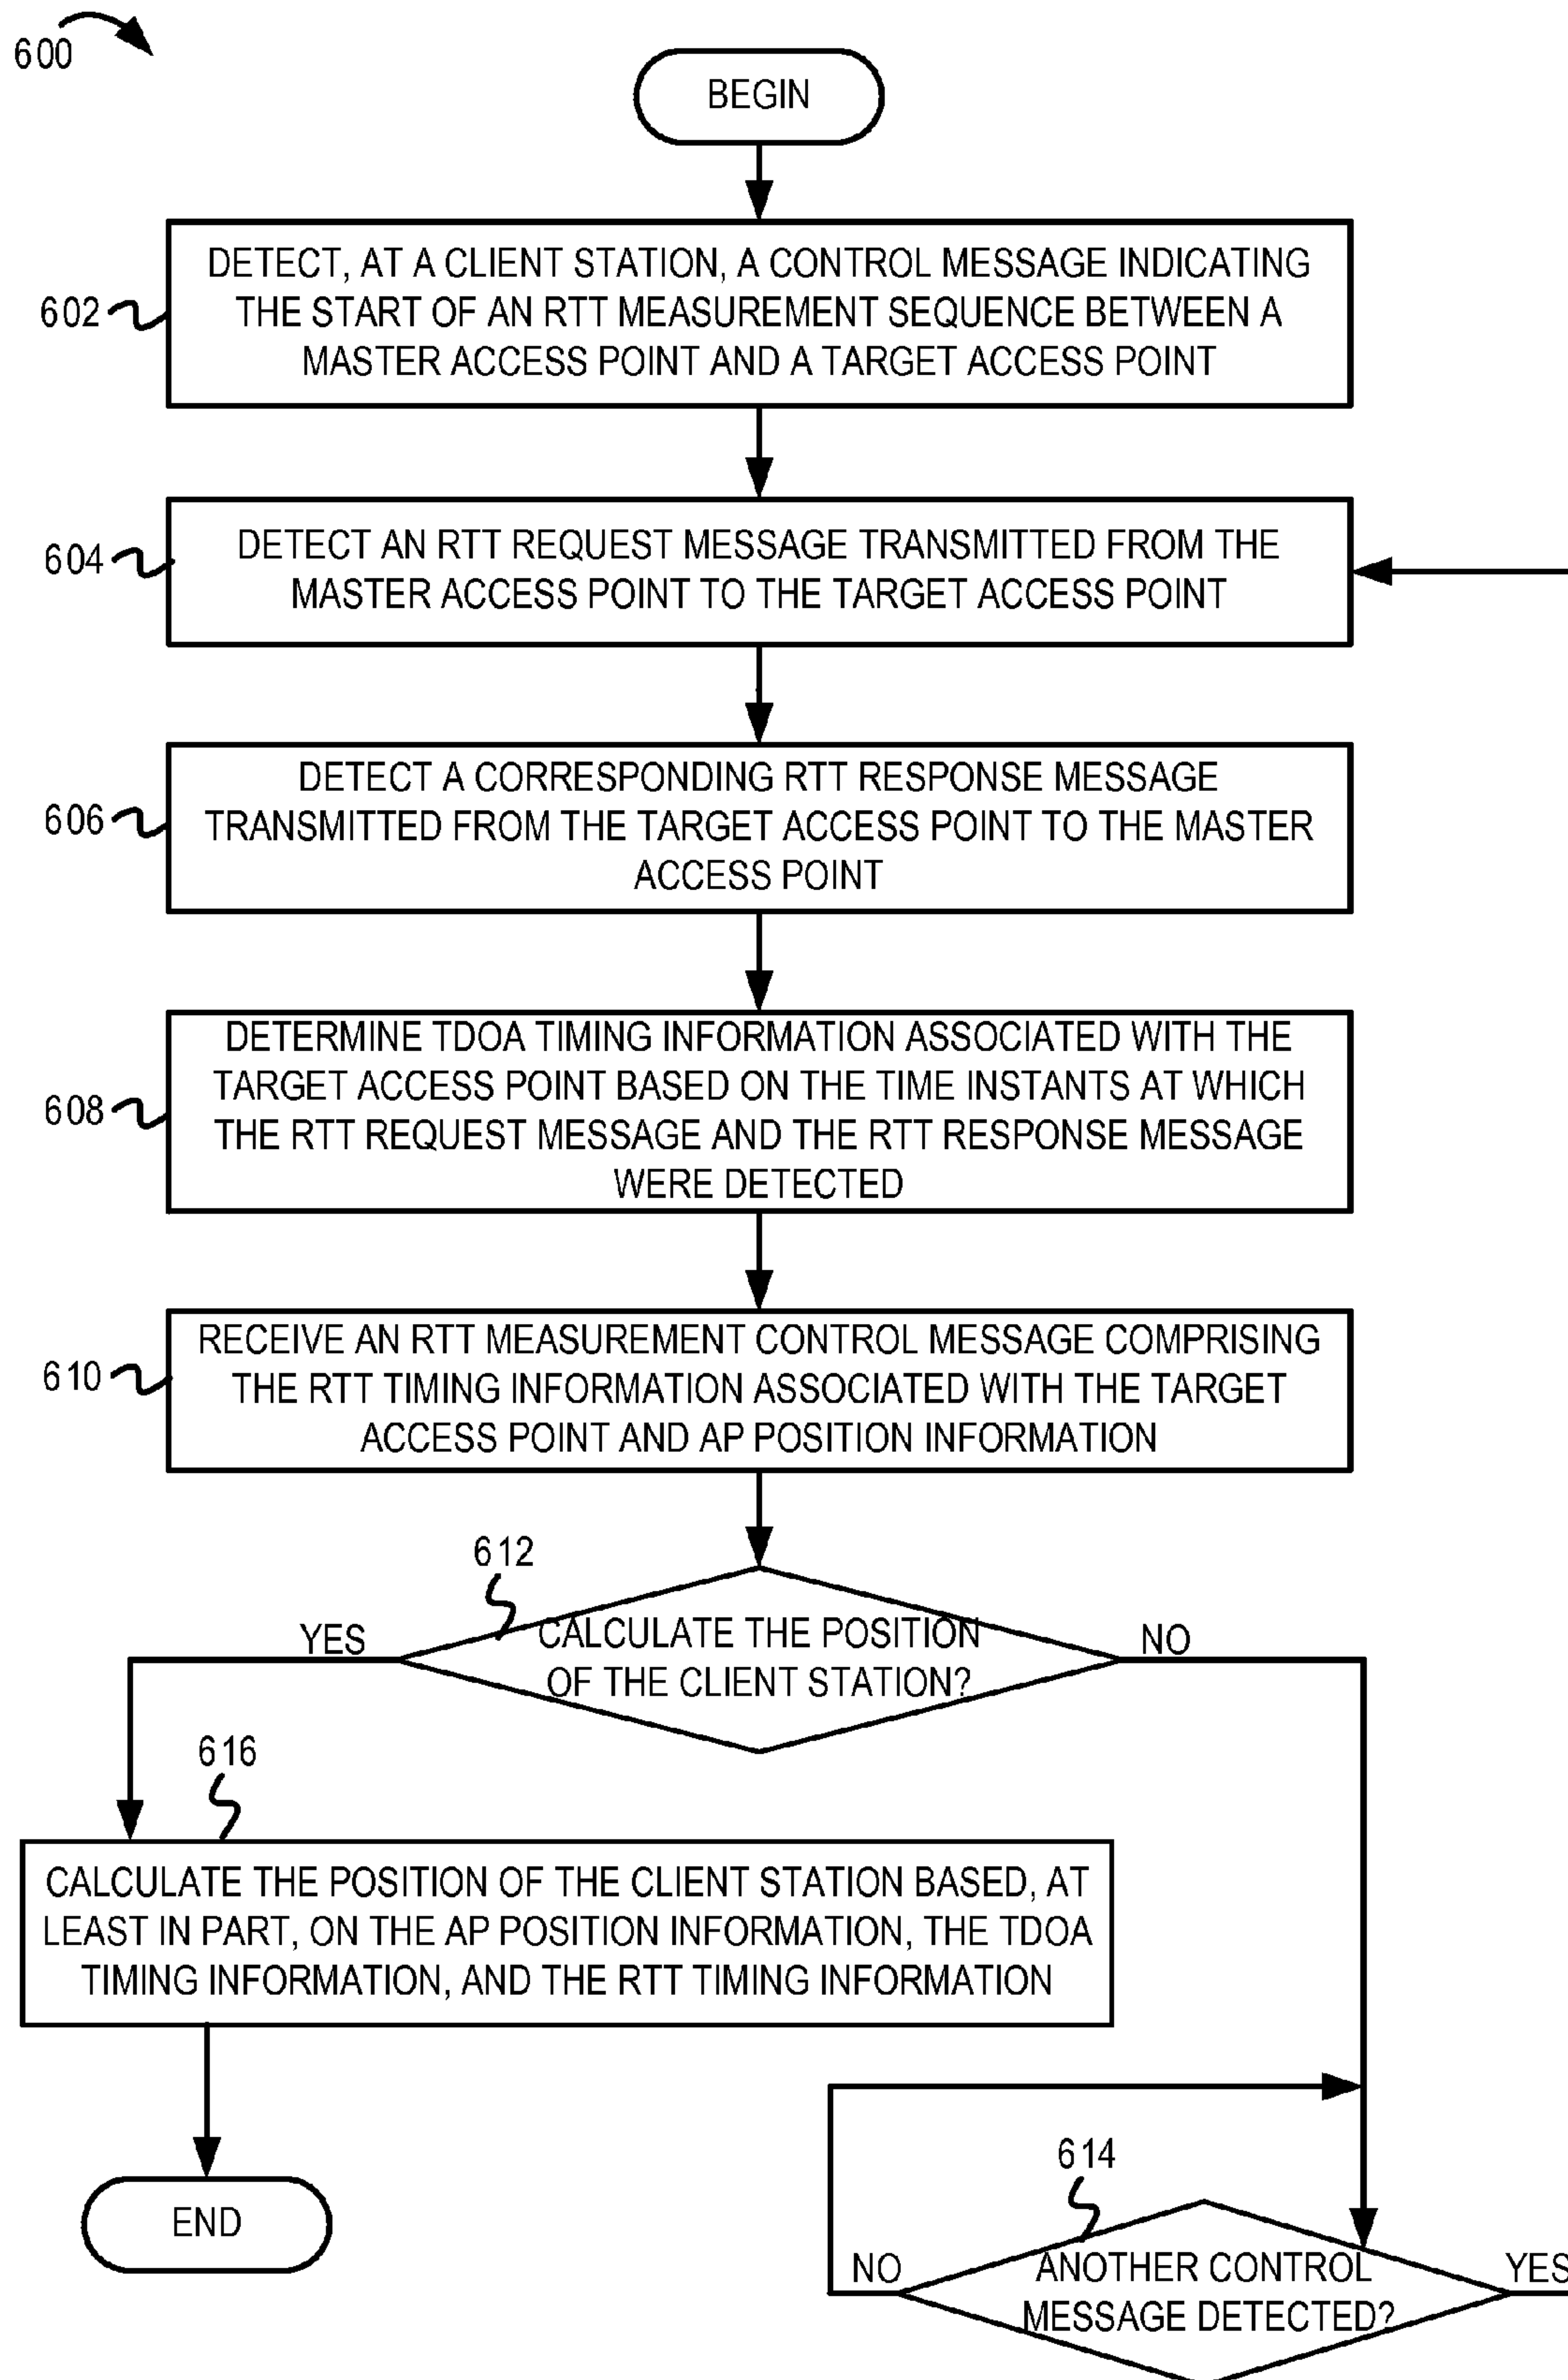 600
BEGIN
602
DETECT, AT A CLIENT STATION, A CONTROL MESSAGE INDICATING
THE START OF AN RTT MEASUREMENT SEQUENCE BETWEEN A
MASTER ACCESS POINT AND A TARGET ACCESS POINT
604
DETECT AN RTT REQUEST MESSAGE TRANSMITTED FROM THE
MASTER ACCESS POINT TO THE TARGET ACCESS POINT
606
DETECT A CORRESPONDING RTT RESPONSE MESSAGE
TRANSMITTED FROM THE TARGET ACCESS POINT TO THE MASTER
ACCESS POINT
608
DETERMINE TDOA TIMING INFORMATION ASSOCIATED WITH THE
TARGET ACCESS POINT BASED ON THE TIME INSTANTS AT WHICH
THE RTT REQUEST MESSAGE AND THE RTT RESPONSE MESSAGE
WERE DETECTED
610
RECEIVE AN RTT MEASUREMENT CONTROL MESSAGE COMPRISING
THE RTT TIMING INFORMATION ASSOCIATED WITH THE TARGET
ACCESS POINT AND AP POSITION INFORMATION
612
YES
CALCULATE THE POSITION
OF THE CLIENT STATION?
NO
616
CALCULATE THE POSITION OF THE CLIENT STATION BASED, AT
LEAST IN PART, ON THE AP POSITION INFORMATION, THE TDOA
TIMING INFORMATION, AND THE RTT TIMING INFORMATION
END
614
NO
ANOTHER CONTROL
MESSAGE DETECTED?
YES